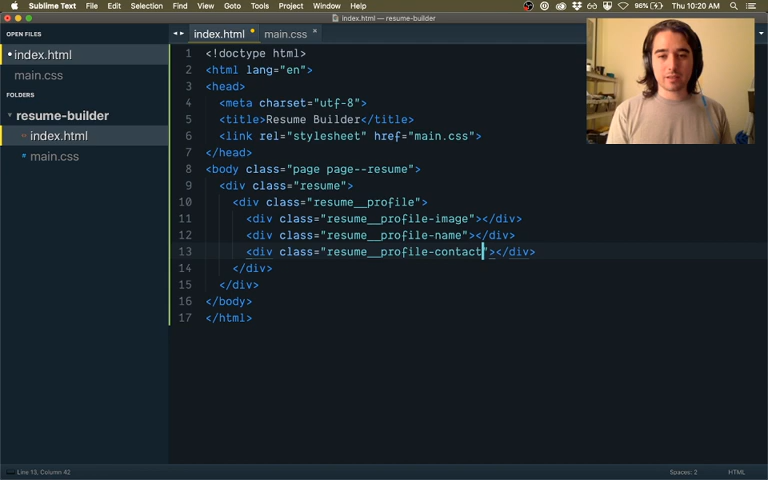 Sublime Text File Edit Selection Find View Goto Tools Project Window Help 96% Thu 10:20 AM
index.html — resume-builder
OPEN FILES
index.html
main.css
FOLDERS
resume-builder
index.html
main.css
index.html main.css
1 <!doctype html>
2 <html lang="en">
3 <head>
4 <meta charset="utf-8">
5 <title>Resume Builder</title>
6 <link rel="stylesheet" href="main.css">
7 </head>
8 <body class="page page--resume">
9 <div class="resume">
10 <div class="resume__profile">
11 <div class="resume__profile-image"></div>
12 <div class="resume__profile-name"></div>
13 <div class="resume__profile-contact"></div>
14 </div>
15 </div>
16 </body>
17 </html>
Line 13, Column 42 Spaces: 2 HTML